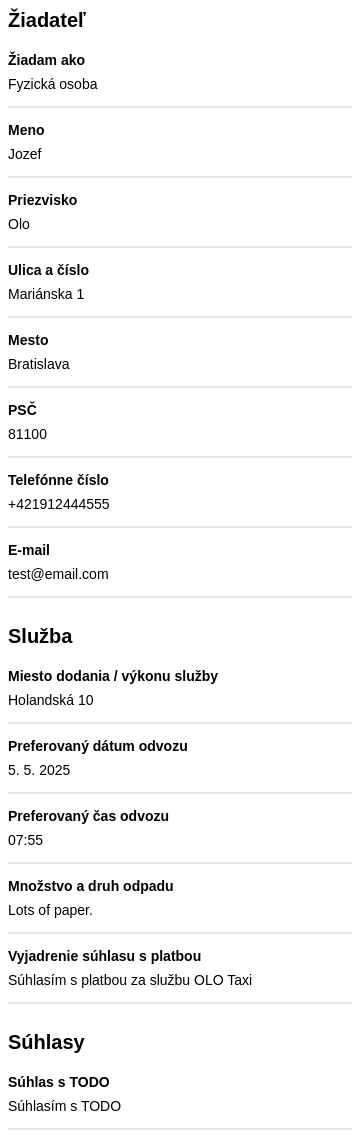 Žiadateľ
Žiadam ako
Fyzická osoba
Meno
Jozef
Priezvisko
Olo
Ulica a číslo
Mariánska 1
Mesto
Bratislava
PSČ
81100
Telefónne číslo
+421912444555
E-mail
test@email.com
Služba
Miesto dodania / výkonu služby
Holandská 10
Preferovaný dátum odvozu
5. 5. 2025
Preferovaný čas odvozu
07:55
Množstvo a druh odpadu
Lots of paper.
Vyjadrenie súhlasu s platbou
Súhlasím s platbou za službu OLO Taxi
Súhlasy
Súhlas s TODO
Súhlasím s TODO